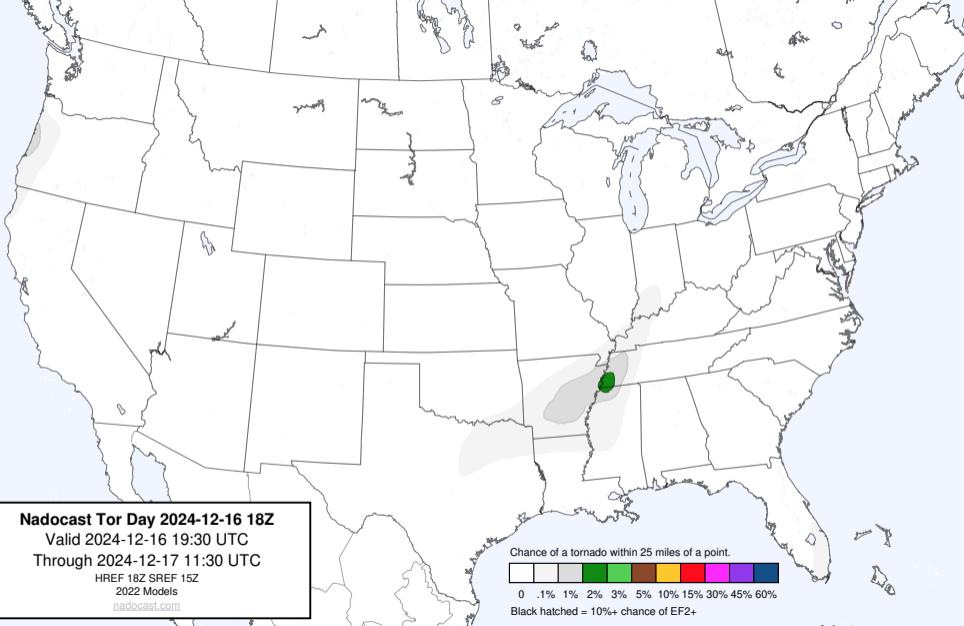 Nadocast Tor Day 2024-12-16 18Z
Valid 2024-12-16 19:30 UTC
Through 2024-12-17 11:30 UTC
HREF 18Z SREF 15Z
2022 Models
nadocast.com
Chance of a tornado within 25 miles of a point.
0 .1% 1% 2% 3% 5% 10% 15% 30% 45% 60%
Black hatched = 10%+ chance of EF2+